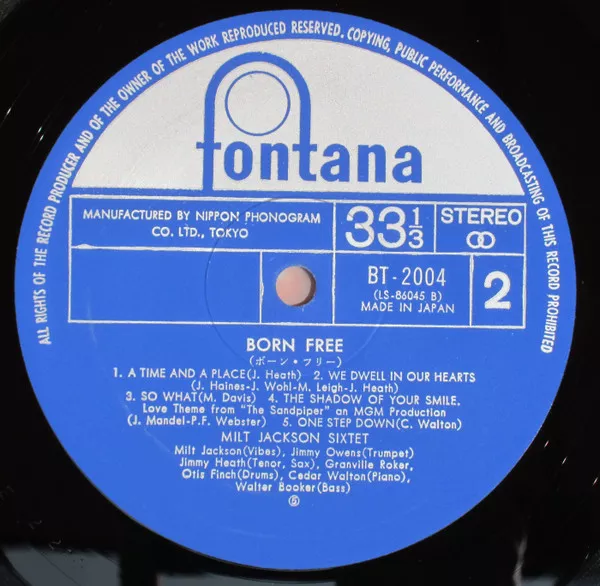 ALL RIGHTS OF THE RECORD PRODUCER AND OF THE OWNER OF THE WORK REPRODUCED RESERVED. COPYING, PUBLIC PERFORMANCE AND BROADCASTING OF THIS RECORD PROHIBITED
fontana
MANUFACTURED BY NIPPON PHONOGRAM
CO. LTD., TOKYO
33 1/3
STEREO
BT-2004
(LS-86045 B)
MADE IN JAPAN
2
BORN FREE
(ボーン・フリー)
1. A TIME AND A PLACE(J. Heath) 2. WE DWELL IN OUR HEARTS
(J. Haines-J. Wohl-M. Leigh-J. Heath)
3. SO WHAT(M. Davis) 4. THE SHADOW OF YOUR SMILE,
Love Theme from "The Sandpiper" an MGM Production
(J. Mandel-P.F. Webster) 5. ONE STEP DOWN(C. Walton)
MILT JACKSON SIXTET
Milt Jackson(Vibes), Jimmy Owens(Trumpet)
Jimmy Heath(Tenor, Sax), Granville Roker,
Otis Finch(Drums), Cedar Walton(Piano),
Walter Booker(Bass)
⑤